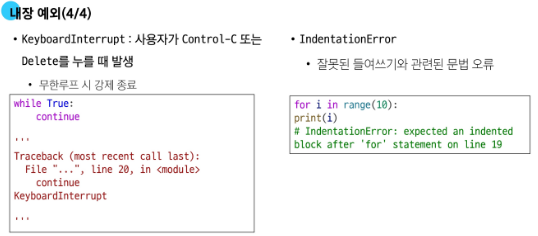 내장 예외(4/4)
• KeyboardInterrupt : 사용자가 Control-C 또는
Delete를 누를 때 발생
• 무한루프 시 강제 종료
while True:
    continue
'''
Traceback (most recent call last):
  File "...", line 20, in <module>
    continue
KeyboardInterrupt
'''
• IndentationError
• 잘못된 들여쓰기와 관련된 문법 오류
for i in range(10):
print(i)
# IndentationError: expected an indented
block after 'for' statement on line 19